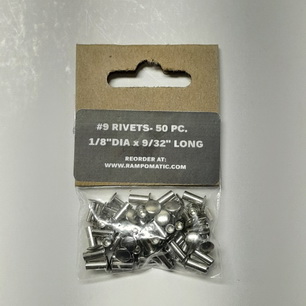 #9 RIVETS- 50 PC.
1/8"DIA x 9/32" LONG
REORDER AT:
WWW.RAMPOMATIC.COM